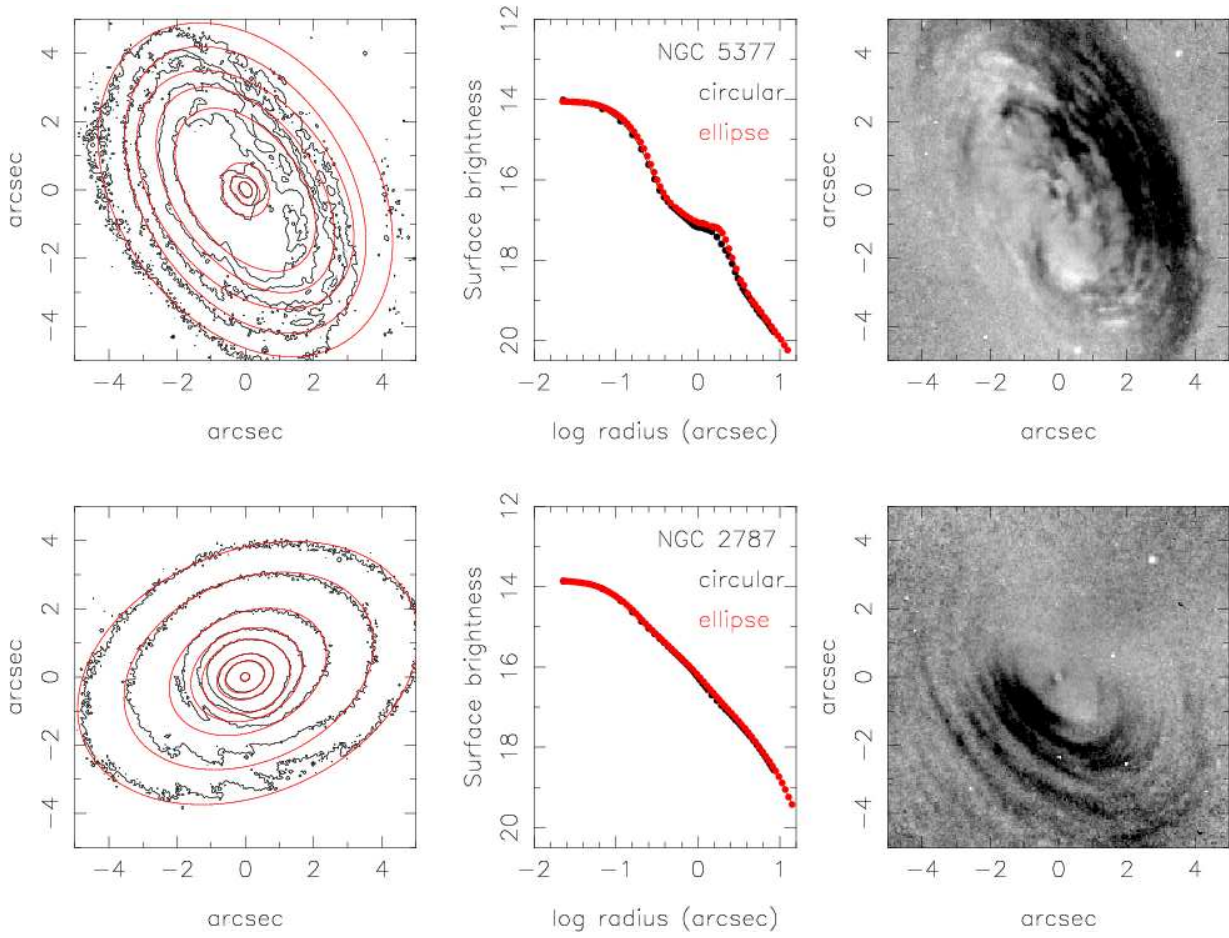 4
2
0
−2
−4
arcsec
−4 −2 0 2 4
arcsec
12
14
16
18
20
Surface brightness
NGC 5377
circular
ellipse
−2 −1 0 1
log radius (arcsec)
4
2
0
−2
−4
arcsec
−4 −2 0 2 4
arcsec
4
2
0
−2
−4
arcsec
−4 −2 0 2 4
arcsec
12
14
16
18
20
Surface brightness
NGC 2787
circular
ellipse
−2 −1 0 1
log radius (arcsec)
4
2
0
−2
−4
arcsec
−4 −2 0 2 4
arcsec